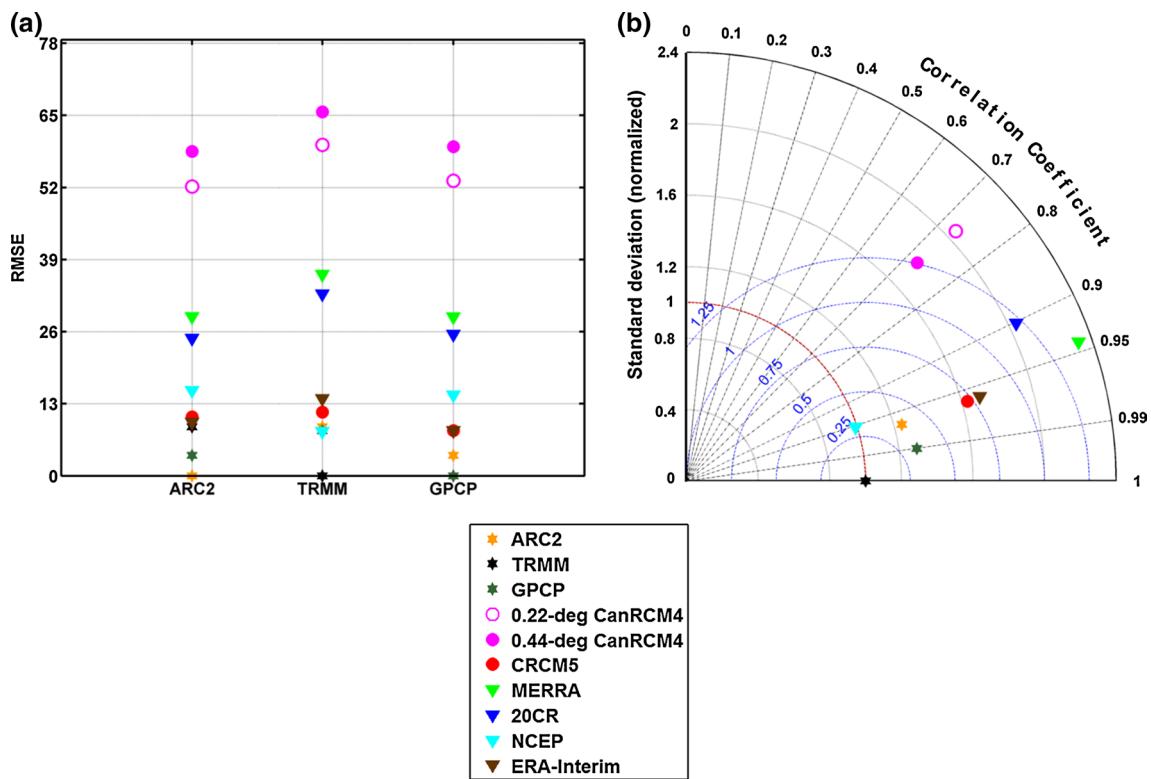 (a)
78
65
52
39
26
13
0
RMSE
ARC2 TRMM GPCP
(b)
2.4
2
1.6
1.2
1
0.8
0.4
0
Standard deviation (normalized)
0 0.1 0.2 0.3 0.4 0.5 0.6 0.7 0.8 0.9 0.95 0.99 1
Correlation Coefficient
1.25
1
0.75
0.5
0.25
ARC2
TRMM
GPCP
0.22-deg CanRCM4
0.44-deg CanRCM4
CRCM5
MERRA
20CR
NCEP
ERA-Interim